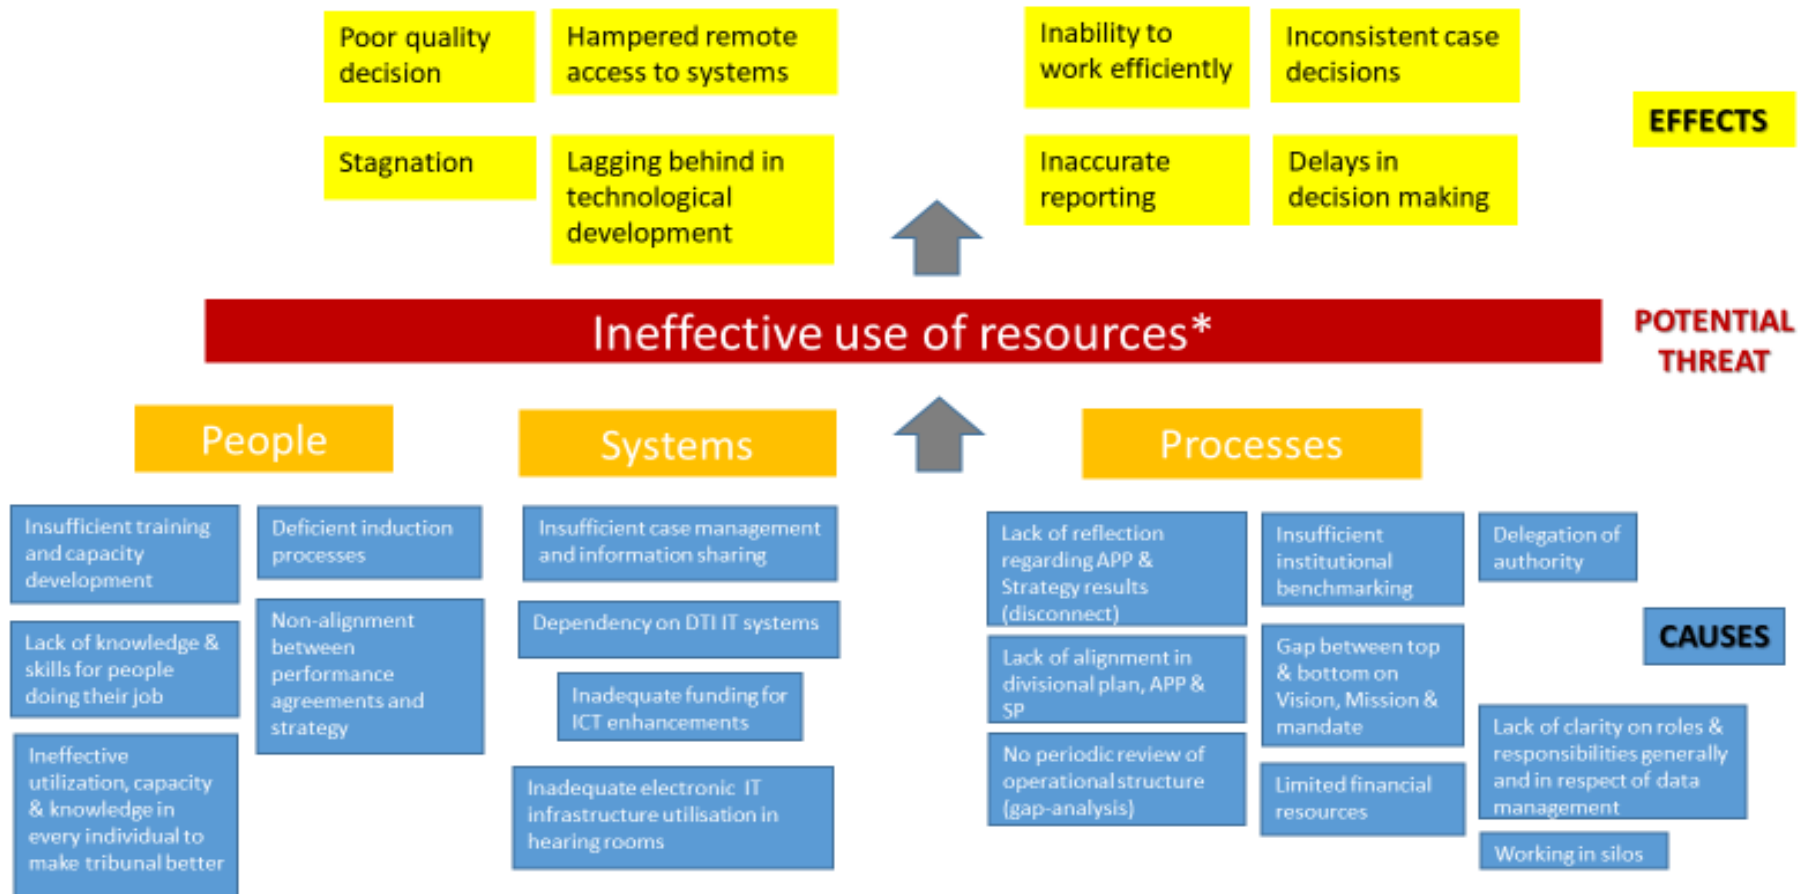 Poor quality
decision
Hampered remote
access to systems
Inability to
work efficiently
Inconsistent case
decisions
EFFECTS
Stagnation
Lagging behind in
technological
development
Inaccurate
reporting
Delays in
decision making
Ineffective use of resources*
POTENTIAL
THREAT
People
Systems
Processes
Insufficient training
and capacity
development
Deficient induction
processes
Lack of knowledge &
skills for people
doing their job
Non-alignment
between
performance
agreements and
strategy
Ineffective
utilization, capacity
& knowledge in
every individual to
make tribunal better
Insufficient case management
and information sharing
Dependency on DTI IT systems
Inadequate funding for
ICT enhancements
Inadequate electronic IT
infrastructure utilisation in
hearing rooms
Lack of reflection
regarding APP &
Strategy results
(disconnect)
Lack of alignment in
divisional plan, APP &
SP
No periodic review of
operational structure
(gap-analysis)
Insufficient
institutional
benchmarking
Gap between top
& bottom on
Vision, Mission &
mandate
Limited financial
resources
Delegation of
authority
CAUSES
Lack of clarity on roles &
responsibilities generally
and in respect of data
management
Working in silos